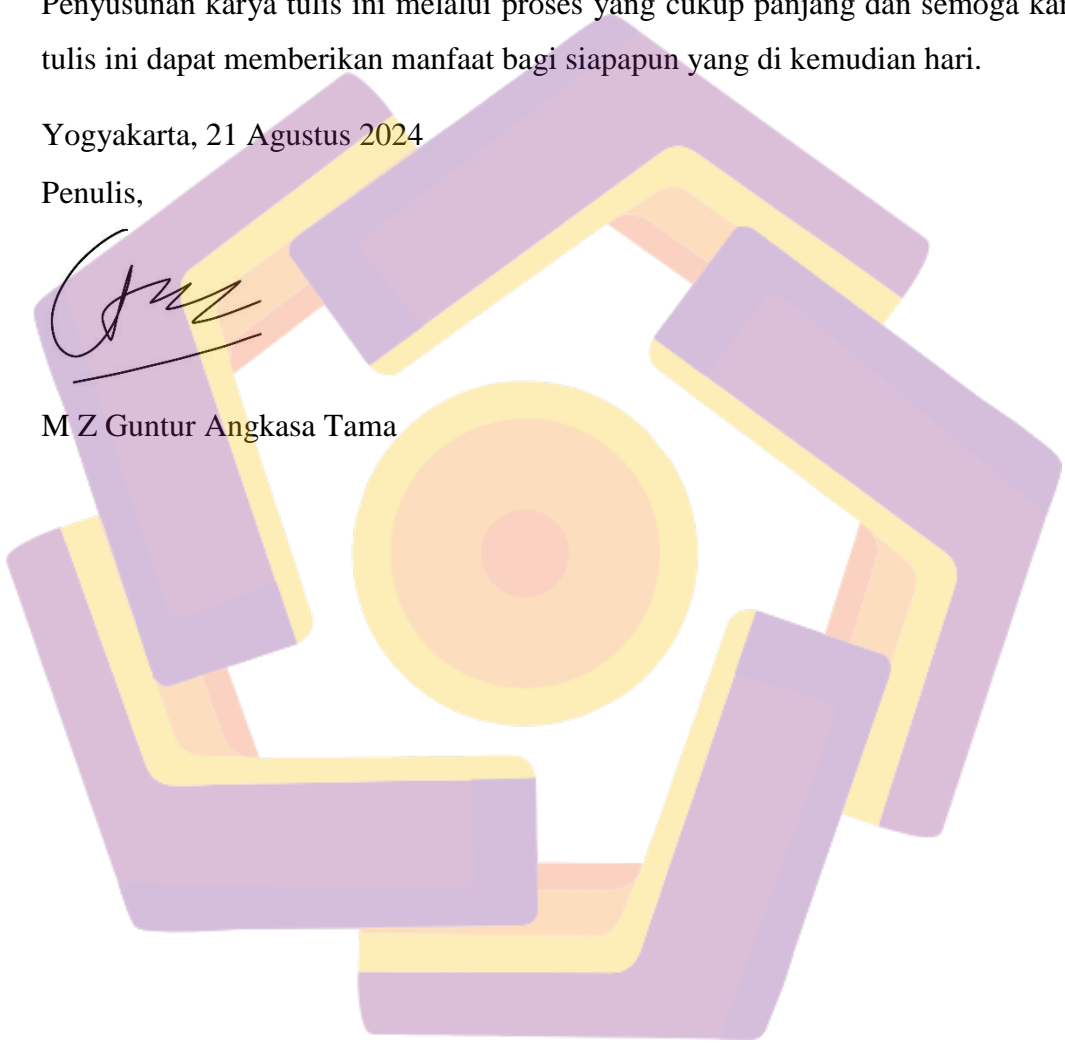 Penyusunan karya tulis ini melalui proses yang cukup panjang dan semoga
tulis ini dapat memberikan manfaat bagi siapapun yang di kemudian hari.
Yogyakarta, 21 Agustus 2024
Penulis,
M Z Guntur Angkasa Tama